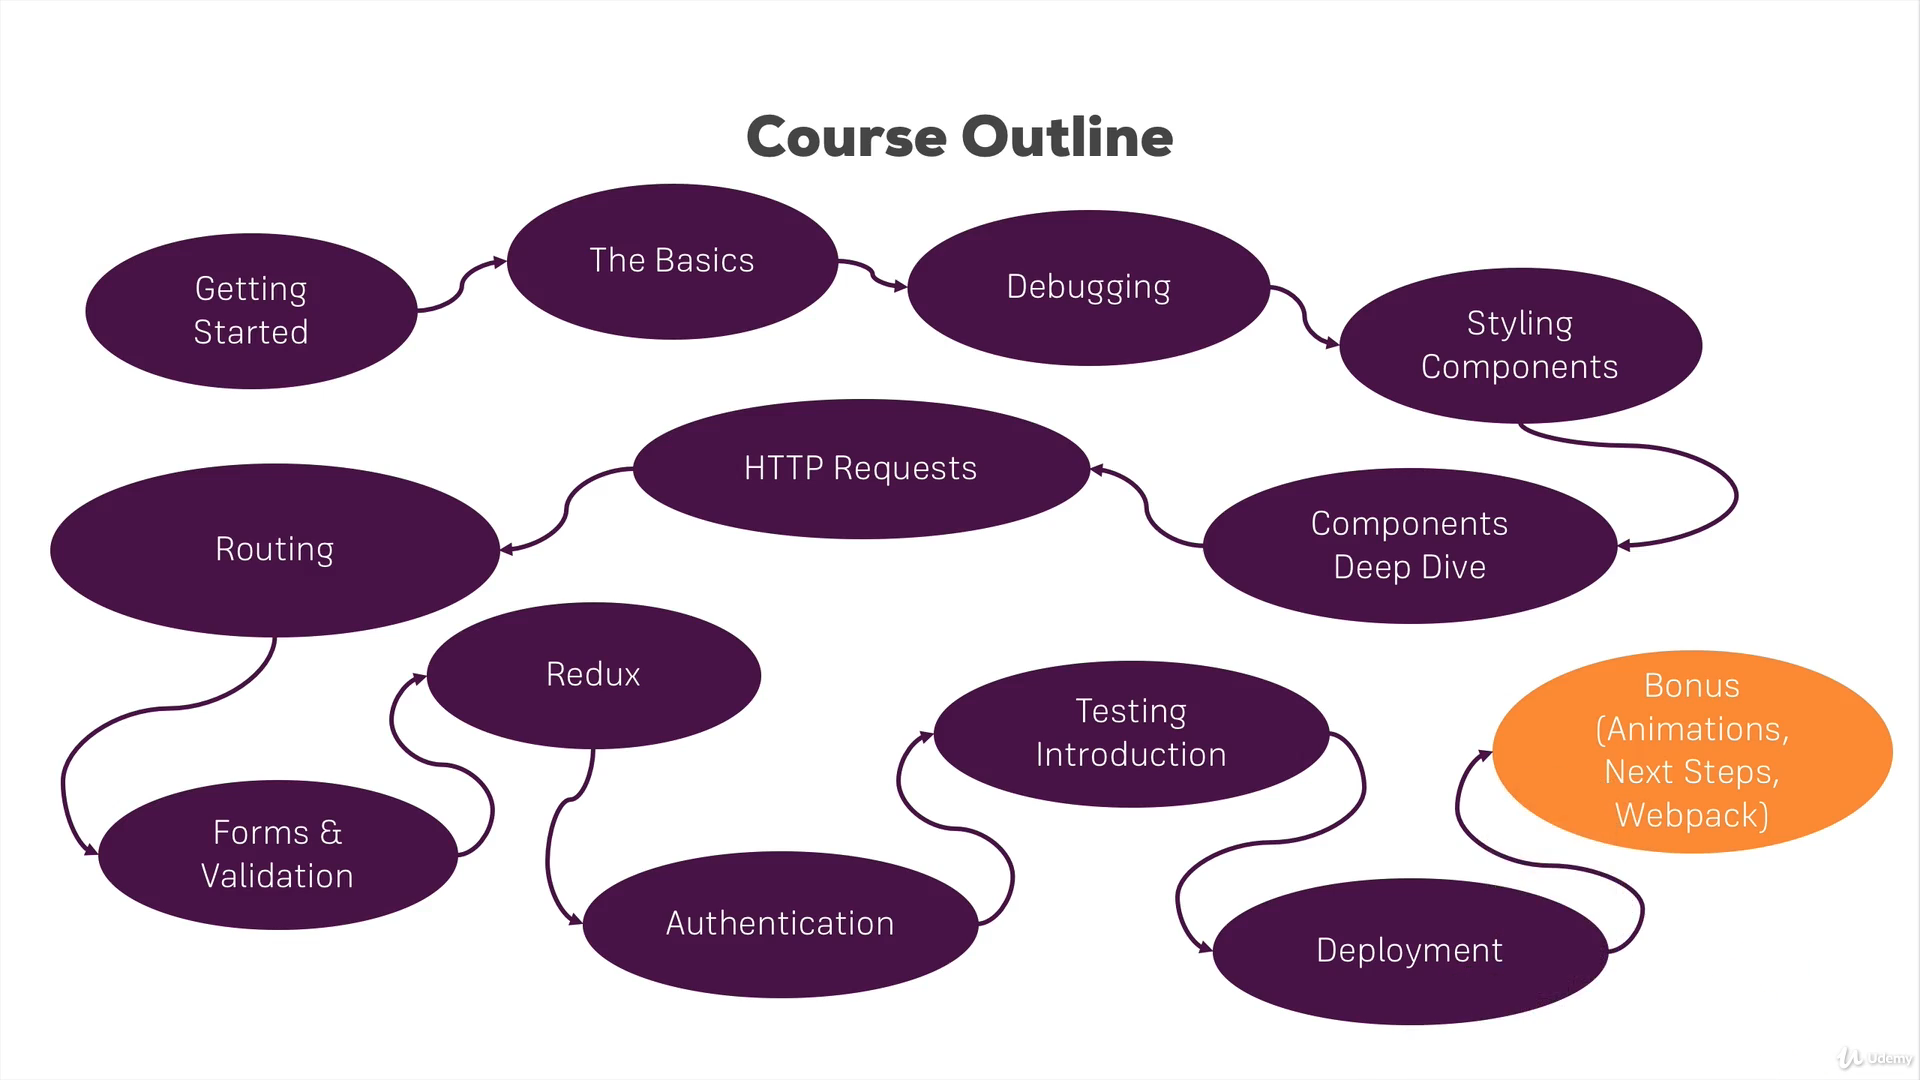 Course Outline
Getting
Started
The Basics
Debugging
Styling
Components
Components
Deep Dive
HTTP Requests
Routing
Forms &
Validation
Redux
Authentication
Testing
Introduction
Deployment
Bonus
(Animations,
Next Steps,
Webpack)
Udemy